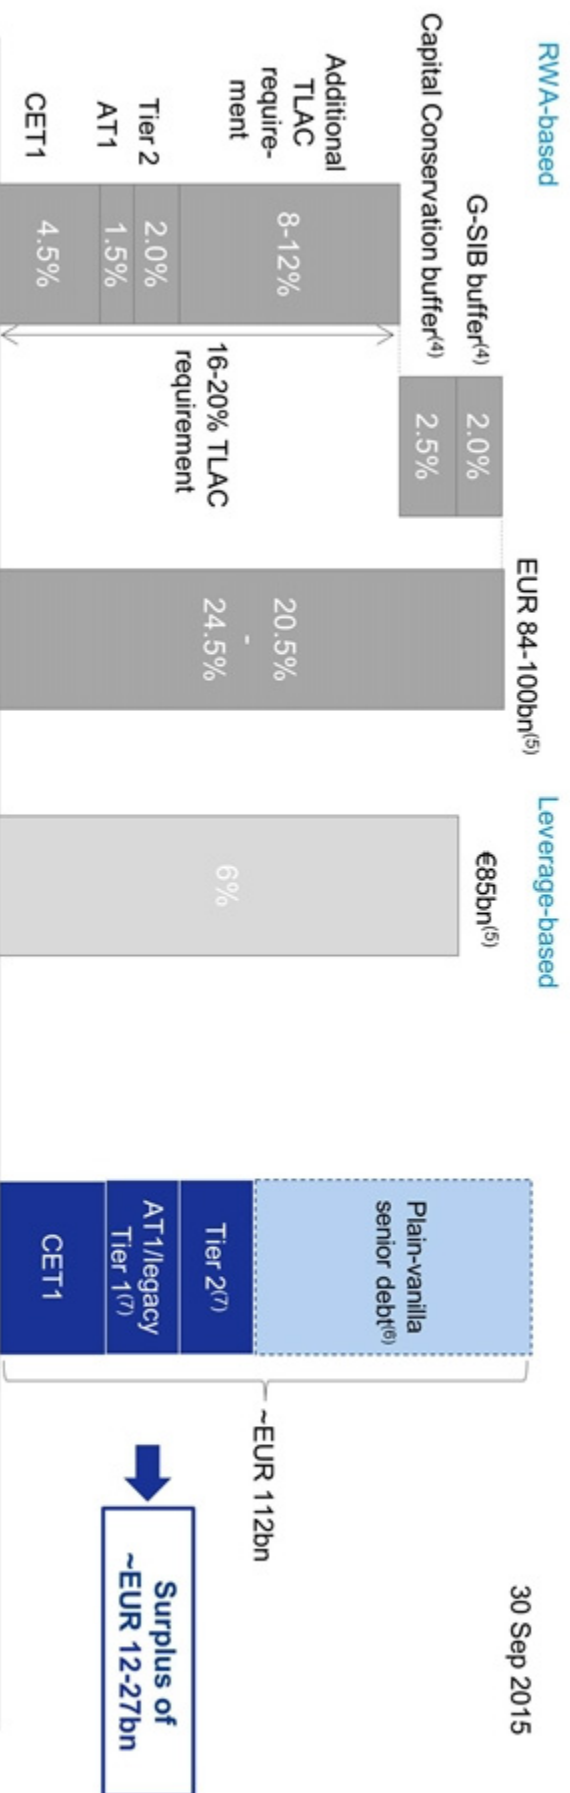 RWA-based
Leverage-based
30 Sep 2015
G-SIB buffer(4)
2.0%
Capital Conservation buffer(4)
2.5%
EUR 84-100bn(5)
€85bn(5)
Additional
TLAC
require-
ment
8-12%
Tier 2
2.0%
AT1
1.5%
CET1
4.5%
16-20% TLAC
requirement
20.5%
-
24.5%
6%
Plain-vanilla
senior debt(6)
Tier 2(7)
AT1/legacy
Tier 1(7)
CET1
~EUR 112bn
Surplus of
~EUR 12-27bn